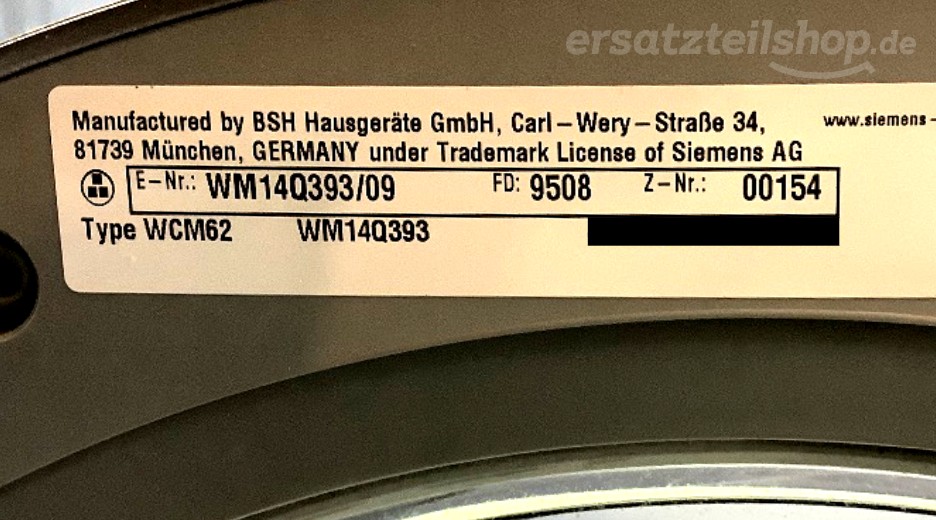 ersatzteilshop.de
Manufactured by BSH Hausgeräte GmbH, Carl-Wery-Straße 34, www.siemens-
81739 München, GERMANY under Trademark License of Siemens AG
E-Nr.: WM14Q393/09 FD: 9508 Z-Nr.: 00154
Type WCM62 WM14Q393